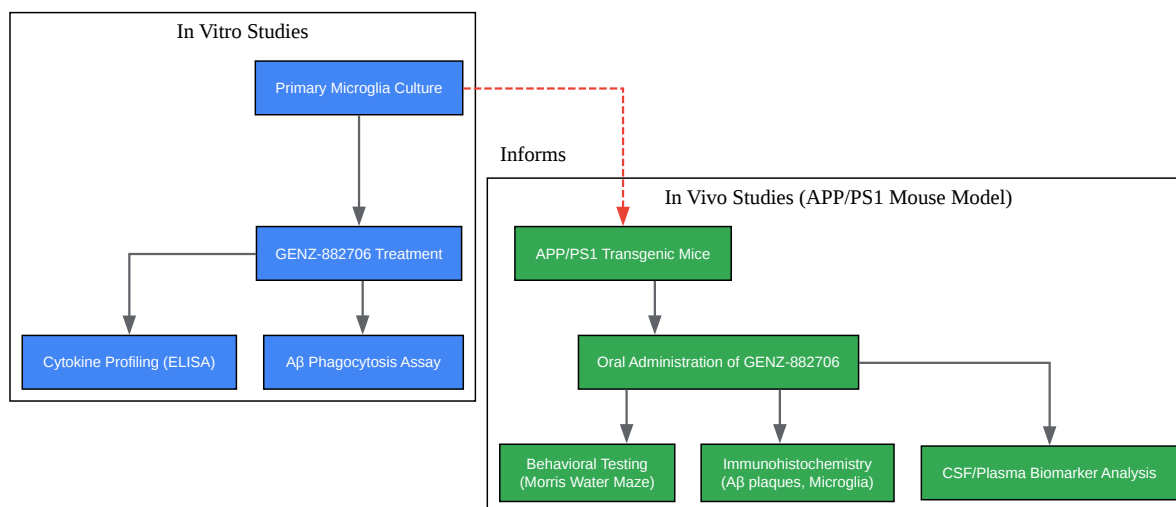 In Vitro Studies
Primary Microglia Culture
GENZ-882706 Treatment
Cytokine Profiling (ELISA)
Aβ Phagocytosis Assay
Informs
In Vivo Studies (APP/PS1 Mouse Model)
APP/PS1 Transgenic Mice
Oral Administration of GENZ-882706
Behavioral Testing
(Morris Water Maze)
Immunohistochemistry
(Aβ plaques, Microglia)
CSF/Plasma Biomarker Analysis